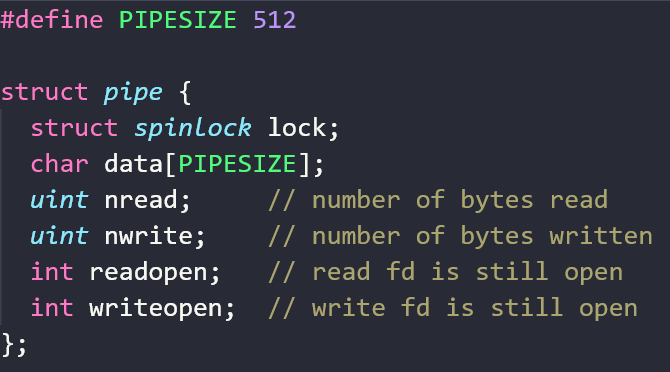 #define PIPESIZE 512
struct pipe {
  struct spinlock lock;
  char data[PIPESIZE];
  uint nread;     // number of bytes read
  uint nwrite;    // number of bytes written
  int readopen;   // read fd is still open
  int writeopen;  // write fd is still open
};